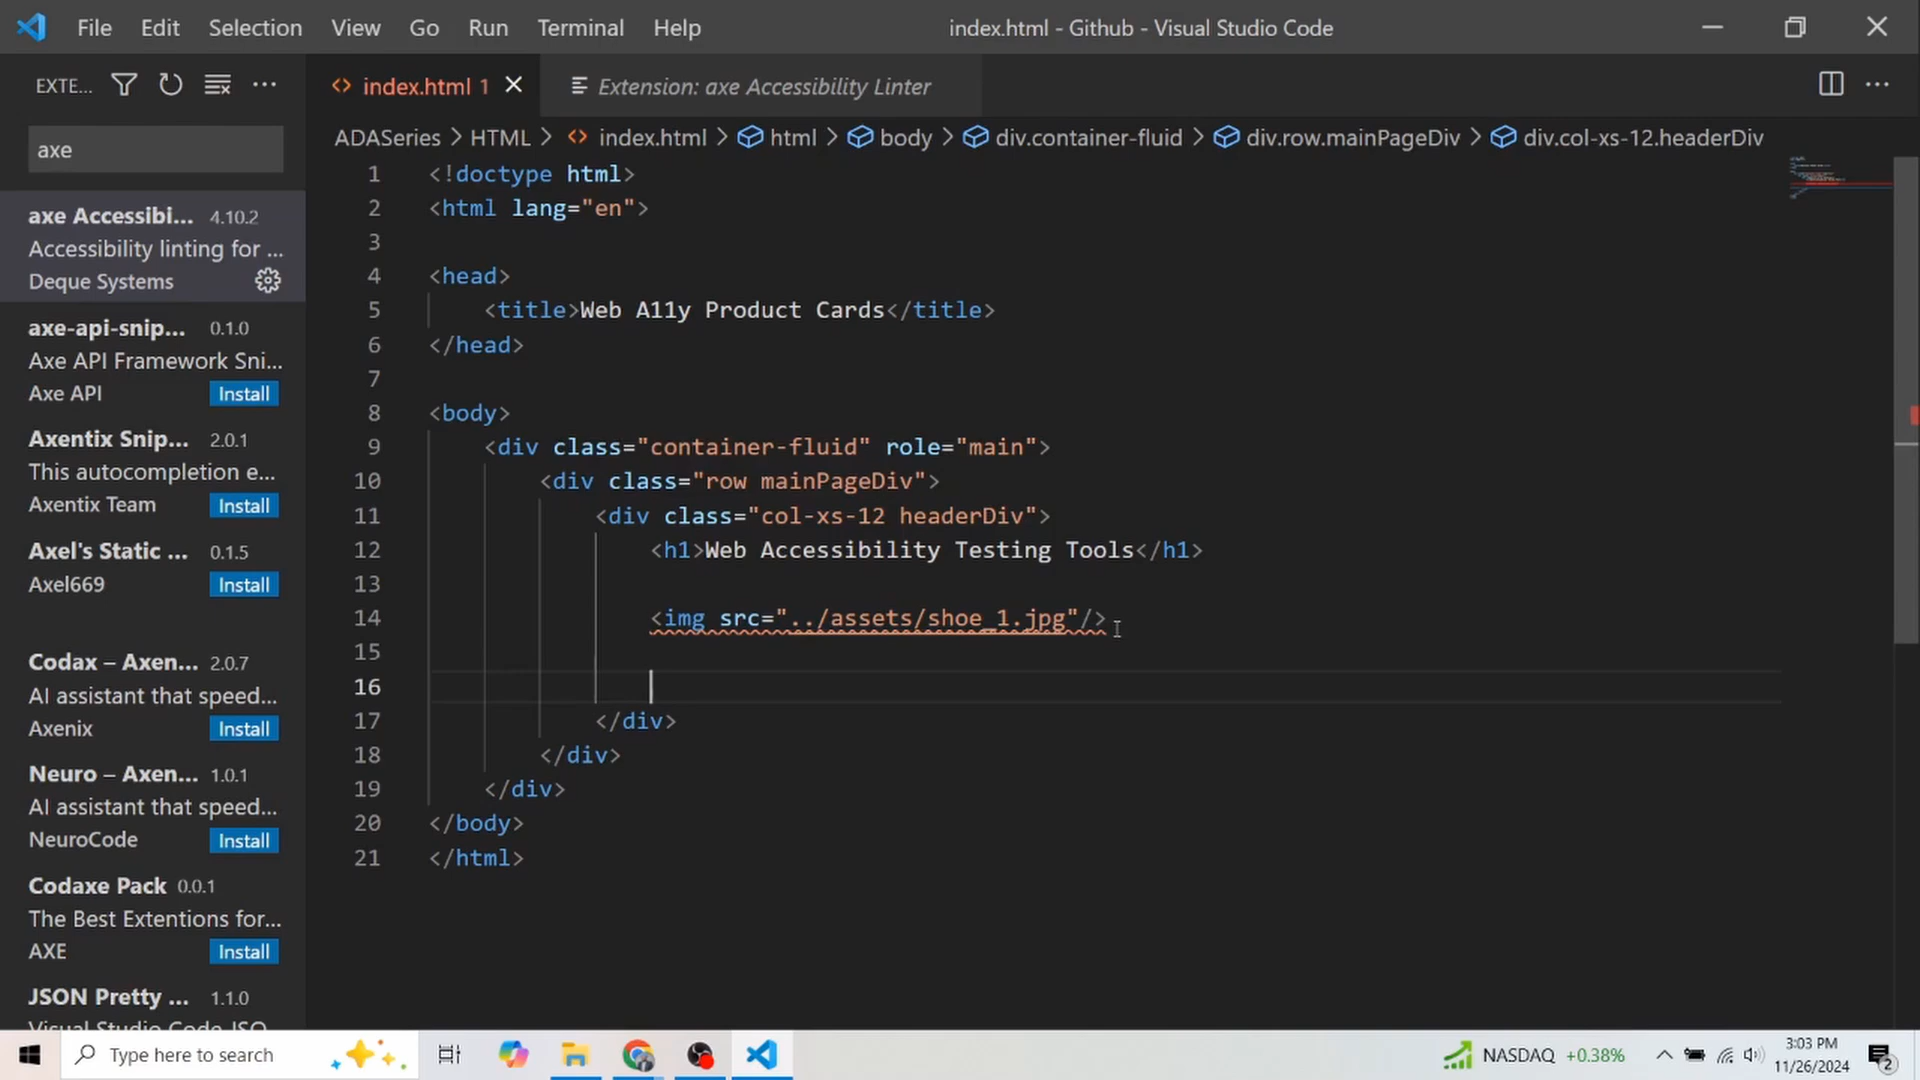 File Edit Selection View Go Run Terminal Help
index.html - Github - Visual Studio Code
EXTE...
axe
axe Accessibi... 4.10.2
Accessibility linting for ...
Deque Systems
axe-api-snip... 0.1.0
Axe API Framework Sni...
Axe API Install
Axentix Snip... 2.0.1
This autocompletion e...
Axentix Team Install
Axel's Static ... 0.1.5
Axel669 Install
Codax – Axen... 2.0.7
AI assistant that speed...
Axenix Install
Neuro – Axen... 1.0.1
AI assistant that speed...
NeuroCode Install
Codaxe Pack 0.0.1
The Best Extentions for...
AXE Install
JSON Pretty ... 1.1.0
Visual Studio Code JSO
index.html 1
Extension: axe Accessibility Linter
ADASeries > HTML > index.html > html > body > div.container-fluid > div.row.mainPageDiv > div.col-xs-12.headerDiv
1 <!doctype html>
2 <html lang="en">
3
4 <head>
5 <title>Web A11y Product Cards</title>
6 </head>
7
8 <body>
9 <div class="container-fluid" role="main">
10 <div class="row mainPageDiv">
11 <div class="col-xs-12 headerDiv">
12 <h1>Web Accessibility Testing Tools</h1>
13
14 <img src="../assets/shoe_1.jpg"/>
15
16
17 </div>
18 </div>
19 </div>
20 </body>
21 </html>
Type here to search
NASDAQ +0.38%
3:03 PM
11/26/2024
2